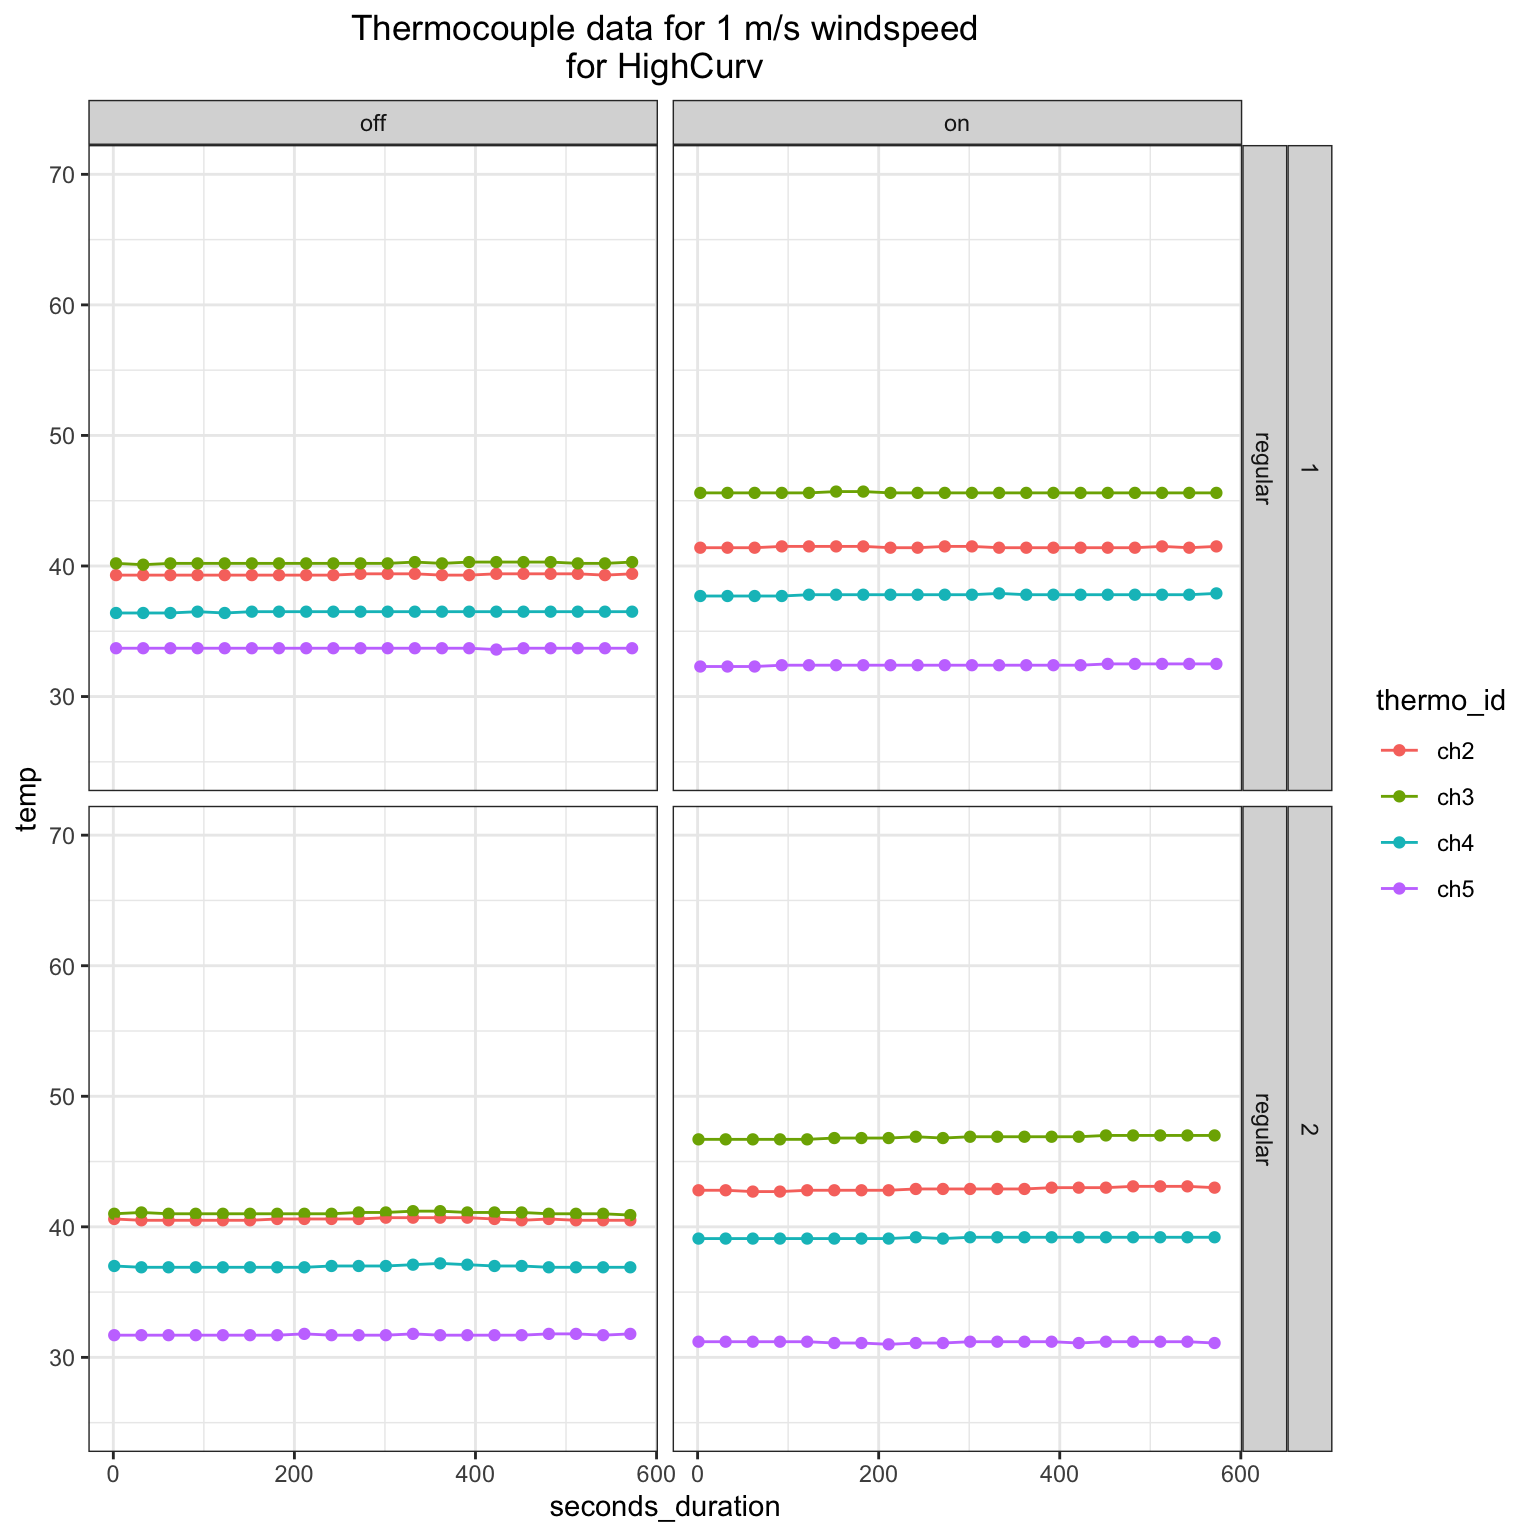 Thermocouple data for 1 m/s windspeed
for HighCurv
off
on
70
60
50
40
30
regular
1
temp
70
60
50
40
30
regular
2
0
200
400
600
0
200
400
600
seconds_duration
thermo_id
ch2
ch3
ch4
ch5